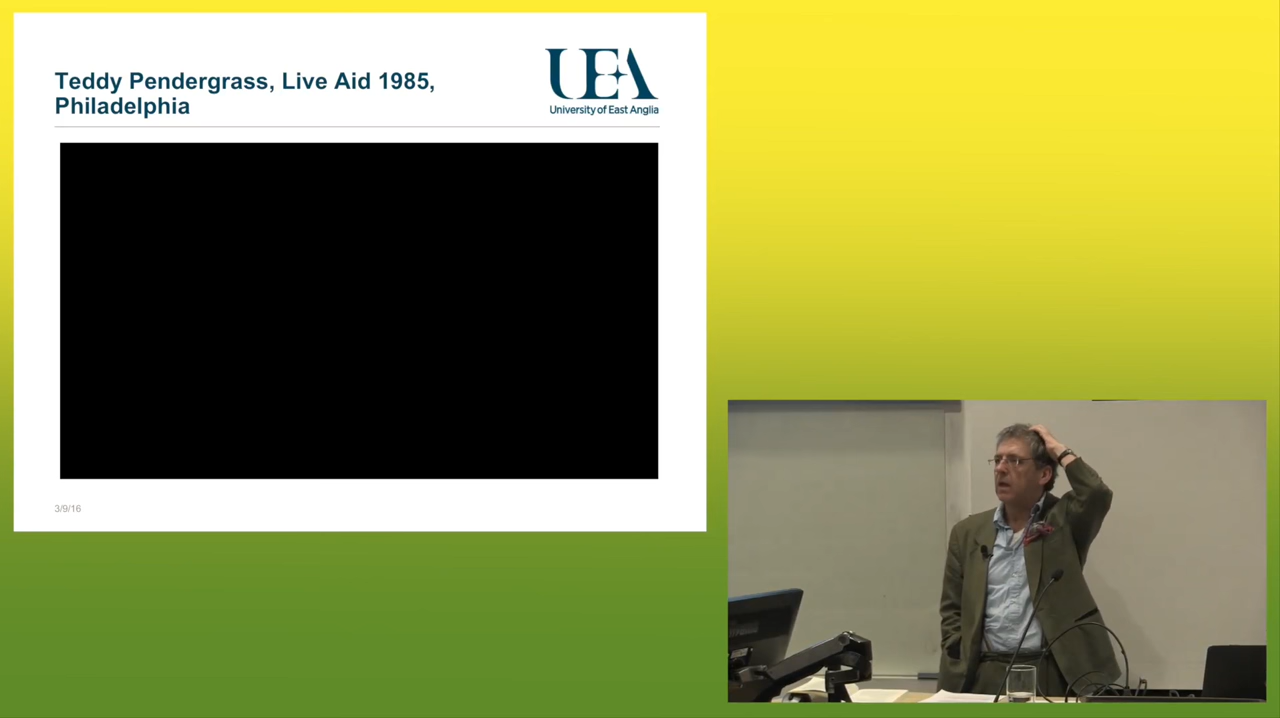 Teddy Pendergrass, Live Aid 1985,
Philadelphia
UEA
University of East Anglia
3/9/16